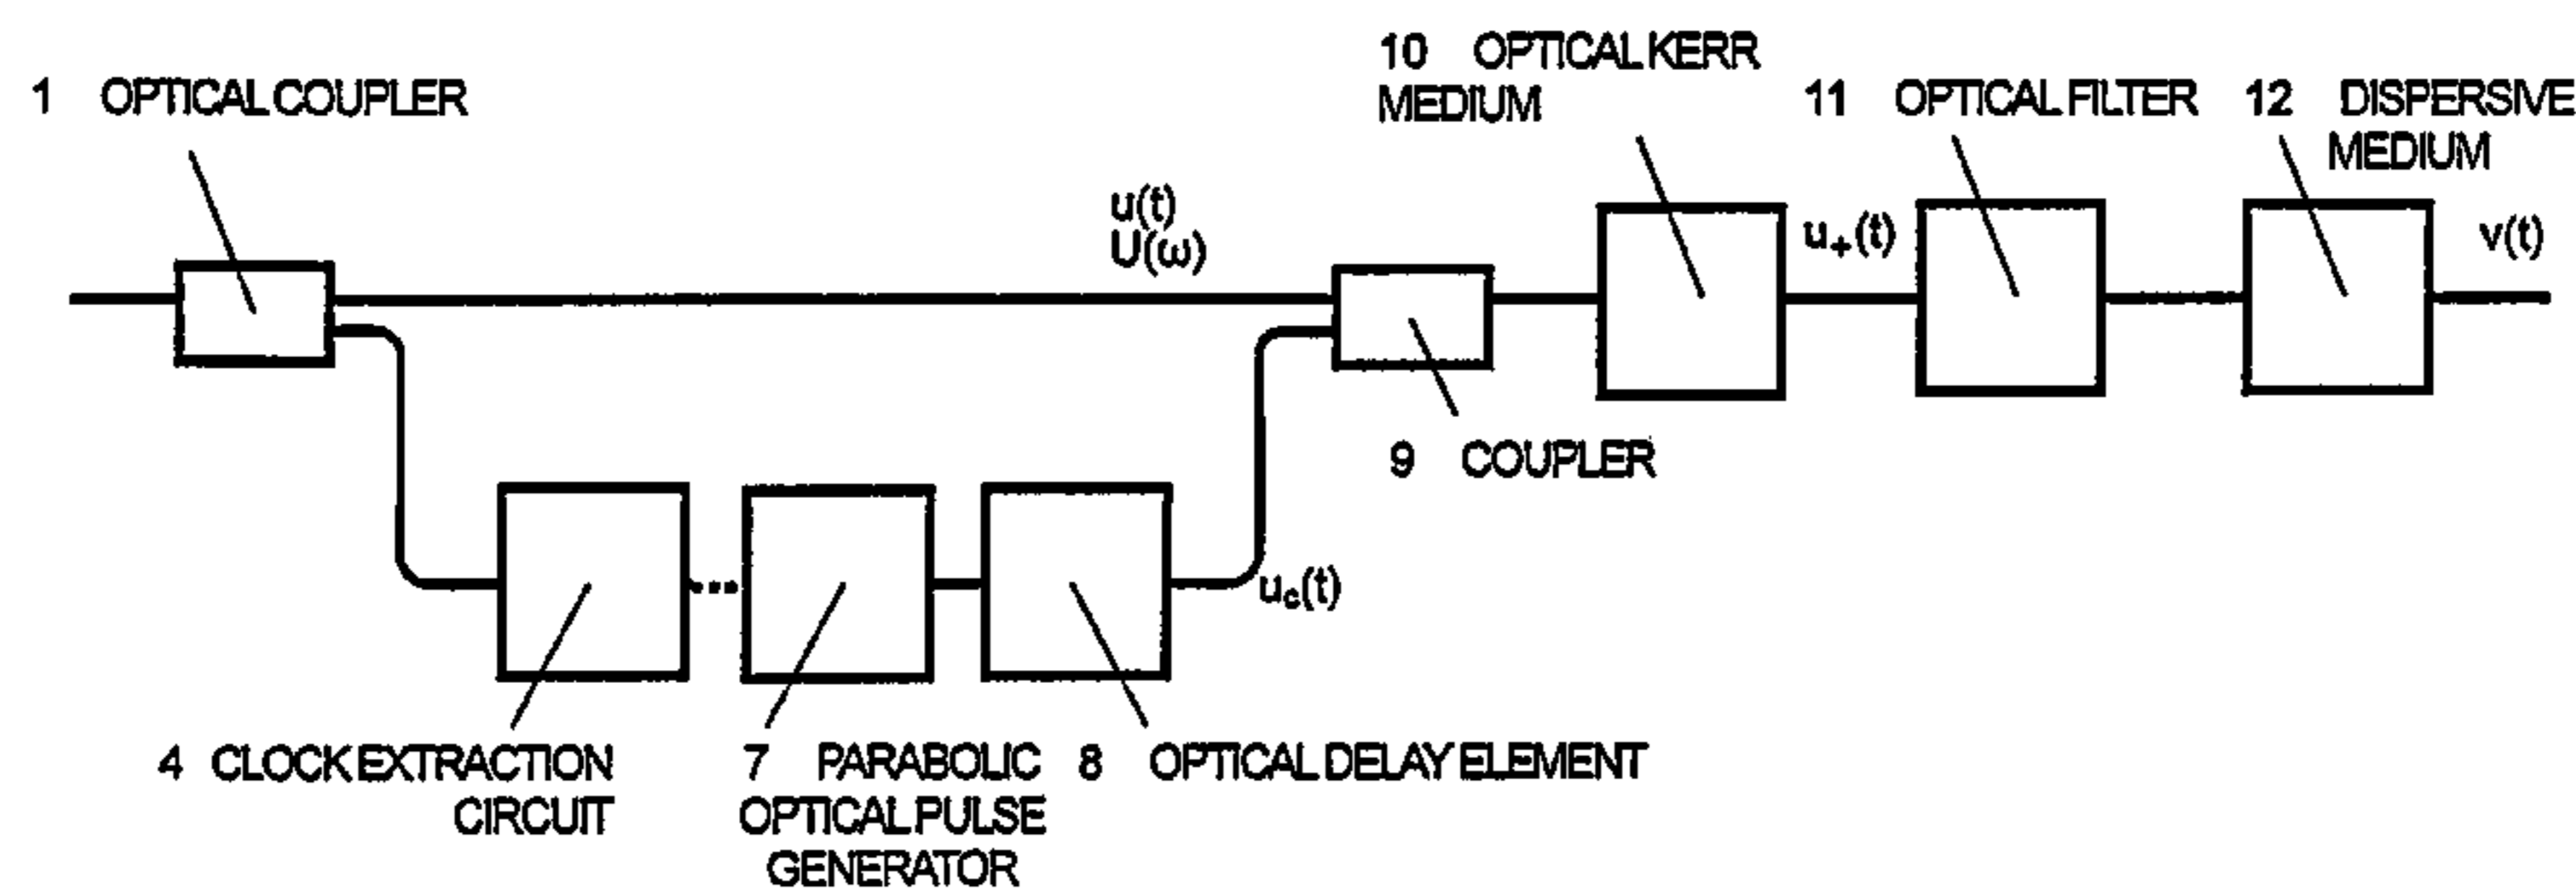 1 OPTICAL COUPLER
10 OPTICAL KERR
MEDIUM
11 OPTICAL FILTER
12 DISPERSIVE
MEDIUM
u(t)
U(ω)
u₊(t)
v(t)
9 COUPLER
u_c(t)
4 CLOCK EXTRACTION
CIRCUIT
7 PARABOLIC
OPTICAL PULSE
GENERATOR
8 OPTICAL DELAY ELEMENT